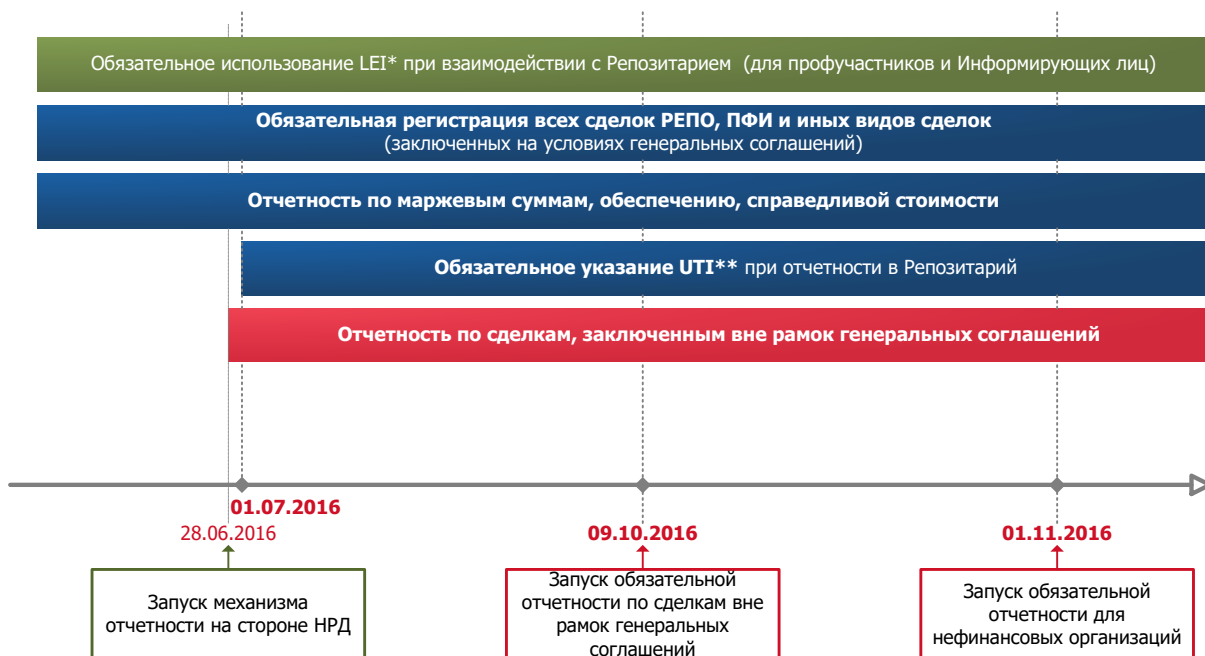 Обязательное использование LEI* при взаимодействии с Репозитарием (для профучастников и Информирующих лиц)
Обязательная регистрация всех сделок РЕПО, ПФИ и иных видов сделок
(заключенных на условиях генеральных соглашений)
Отчетность по маржевым суммам, обеспечению, справедливой стоимости
Обязательное указание UTI** при отчетности в Репозитарий
Отчетность по сделкам, заключенным вне рамок генеральных соглашений
01.07.2016
28.06.2016
09.10.2016
01.11.2016
Запуск механизма
отчетности на стороне НРД
Запуск обязательной
отчетности по сделкам вне
рамок генеральных
соглашений
Запуск обязательной
отчетности для
нефинансовых организаций